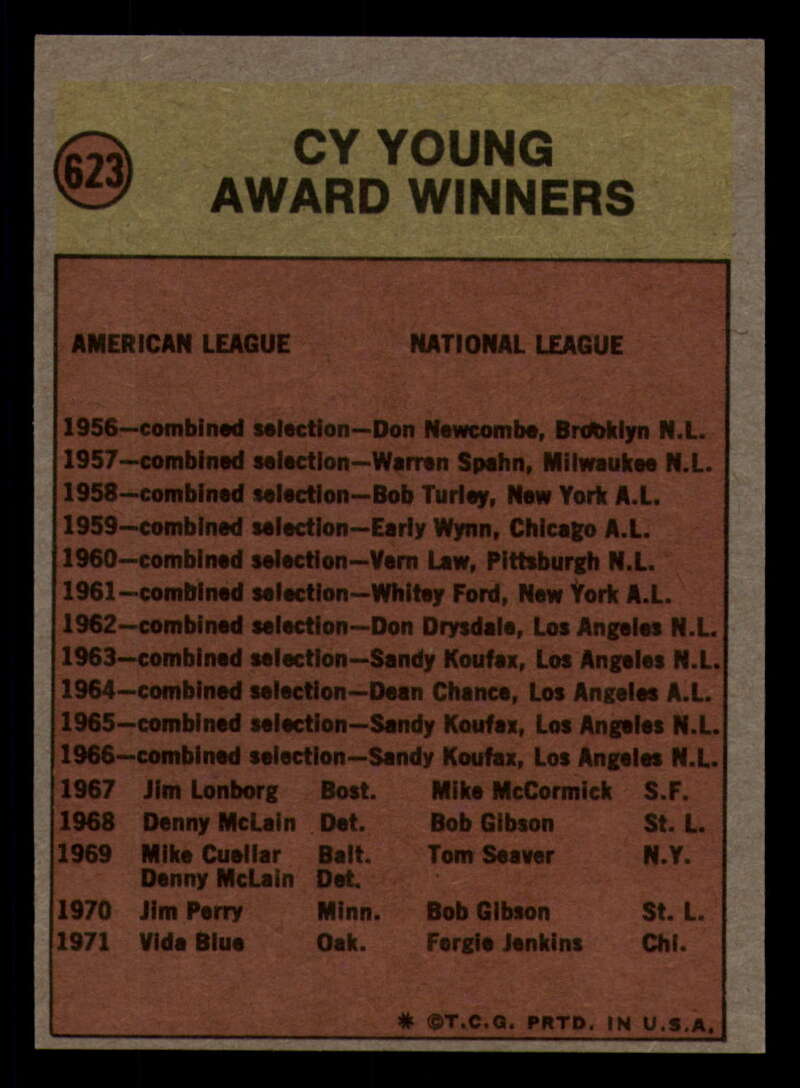 623
CY YOUNG
AWARD WINNERS
AMERICAN LEAGUE NATIONAL LEAGUE
1956—combined selection—Don Newcombe, Brooklyn N.L.
1957—combined selection—Warren Spahn, Milwaukee N.L.
1958—combined selection—Bob Turley, New York A.L.
1959—combined selection—Early Wynn, Chicago A.L.
1960—combined selection—Vern Law, Pittsburgh N.L.
1961—combined selection—Whitey Ford, New York A.L.
1962—combined selection—Don Drysdale, Los Angeles N.L.
1963—combined selection—Sandy Koufax, Los Angeles N.L.
1964—combined selection—Dean Chance, Los Angeles A.L.
1965—combined selection—Sandy Koufax, Los Angeles N.L.
1966—combined selection—Sandy Koufax, Los Angeles N.L.
1967 Jim Lonborg Bost. Mike McCormick S.F.
1968 Denny McLain Det. Bob Gibson St. L.
1969 Mike Cuellar Balt. Tom Seaver N.Y.
Denny McLain Det.
1970 Jim Perry Minn. Bob Gibson St. L.
1971 Vida Blue Oak. Fergie Jenkins Chi.
* ©T.C.G. PRTD. IN U.S.A.